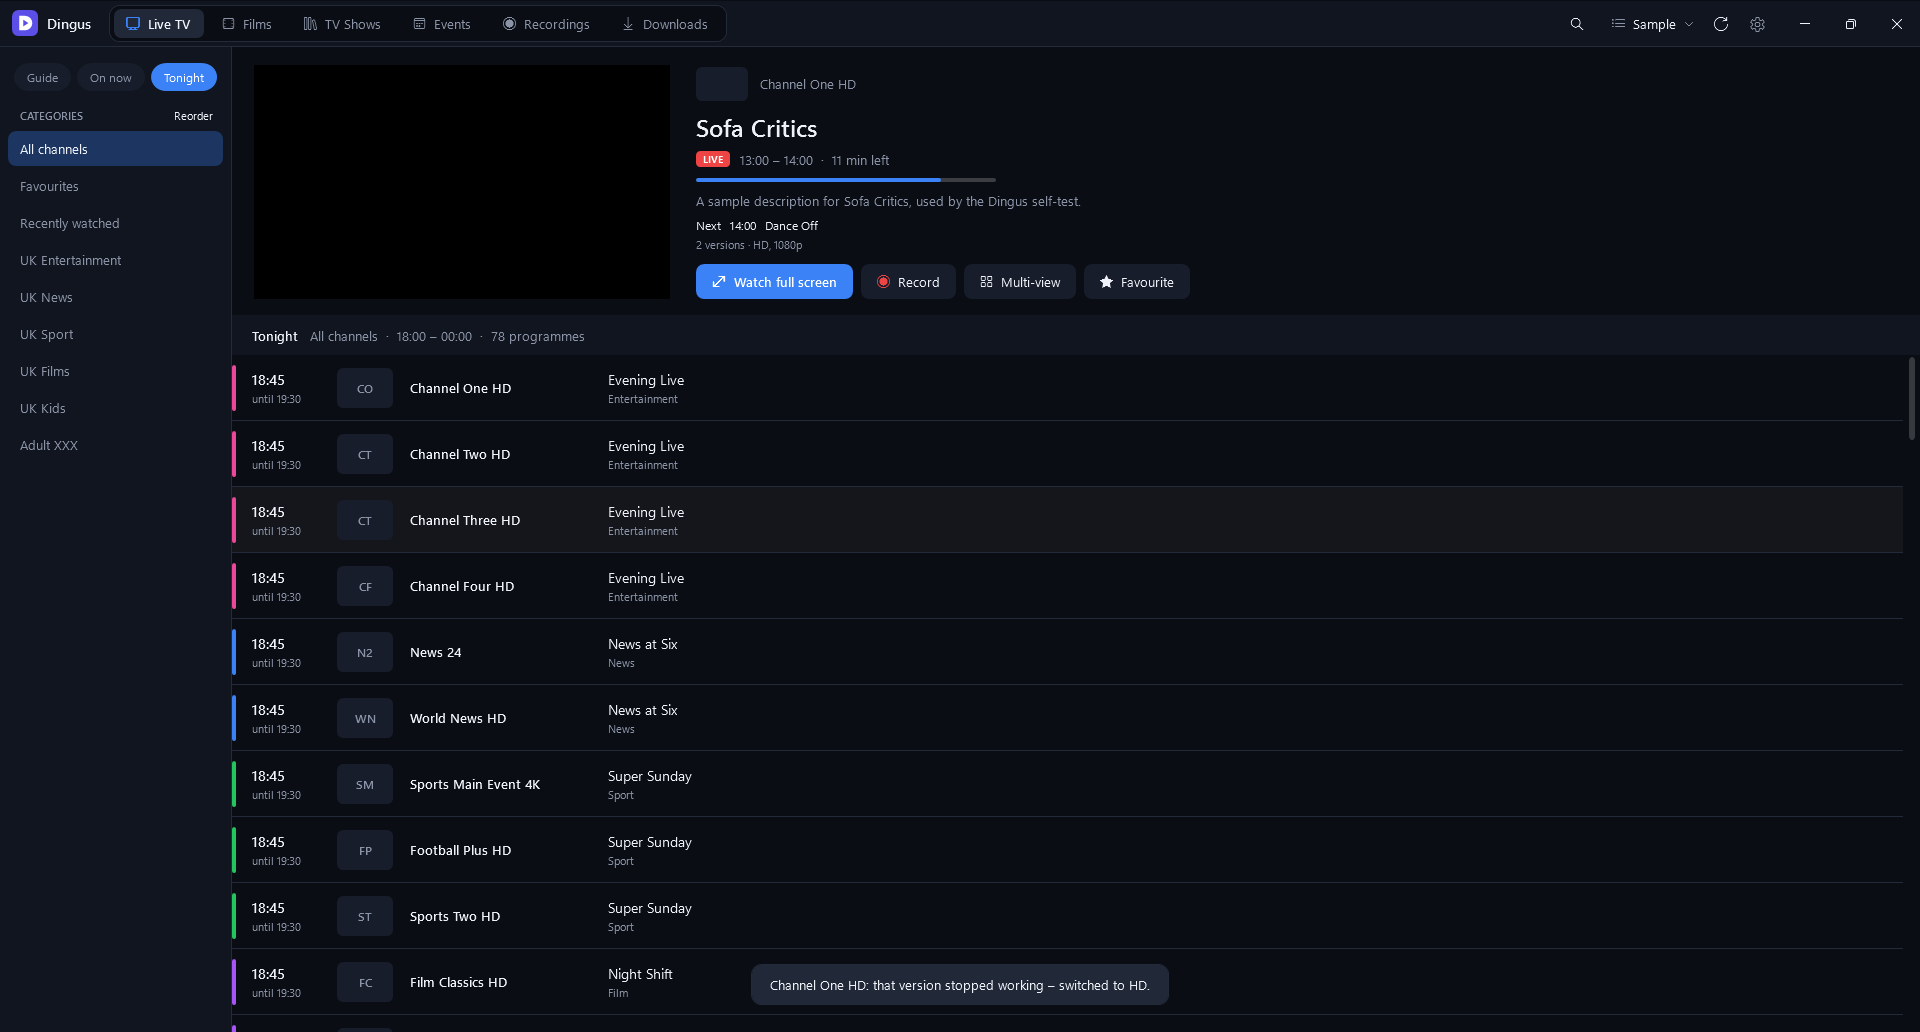 Dingus
Live TV
Films
TV Shows
Events
Recordings
Downloads
Sample
Guide
On now
Tonight
CATEGORIES
Reorder
All channels
Favourites
Recently watched
UK Entertainment
UK News
UK Sport
UK Films
UK Kids
Adult XXX
Channel One HD
Sofa Critics
LIVE 13:00 – 14:00 · 11 min left
A sample description for Sofa Critics, used by the Dingus self-test.
Next 14:00 Dance Off
2 versions · HD, 1080p
Watch full screen
Record
Multi-view
Favourite
Tonight All channels · 18:00 – 00:00 · 78 programmes
18:45
until 19:30
CO
Channel One HD
Evening Live
Entertainment
18:45
until 19:30
CT
Channel Two HD
Evening Live
Entertainment
18:45
until 19:30
CT
Channel Three HD
Evening Live
Entertainment
18:45
until 19:30
CF
Channel Four HD
Evening Live
Entertainment
18:45
until 19:30
N2
News 24
News at Six
News
18:45
until 19:30
WN
World News HD
News at Six
News
18:45
until 19:30
SM
Sports Main Event 4K
Super Sunday
Sport
18:45
until 19:30
FP
Football Plus HD
Super Sunday
Sport
18:45
until 19:30
ST
Sports Two HD
Super Sunday
Sport
18:45
until 19:30
FC
Film Classics HD
Night Shift
Film
Channel One HD: that version stopped working – switched to HD.